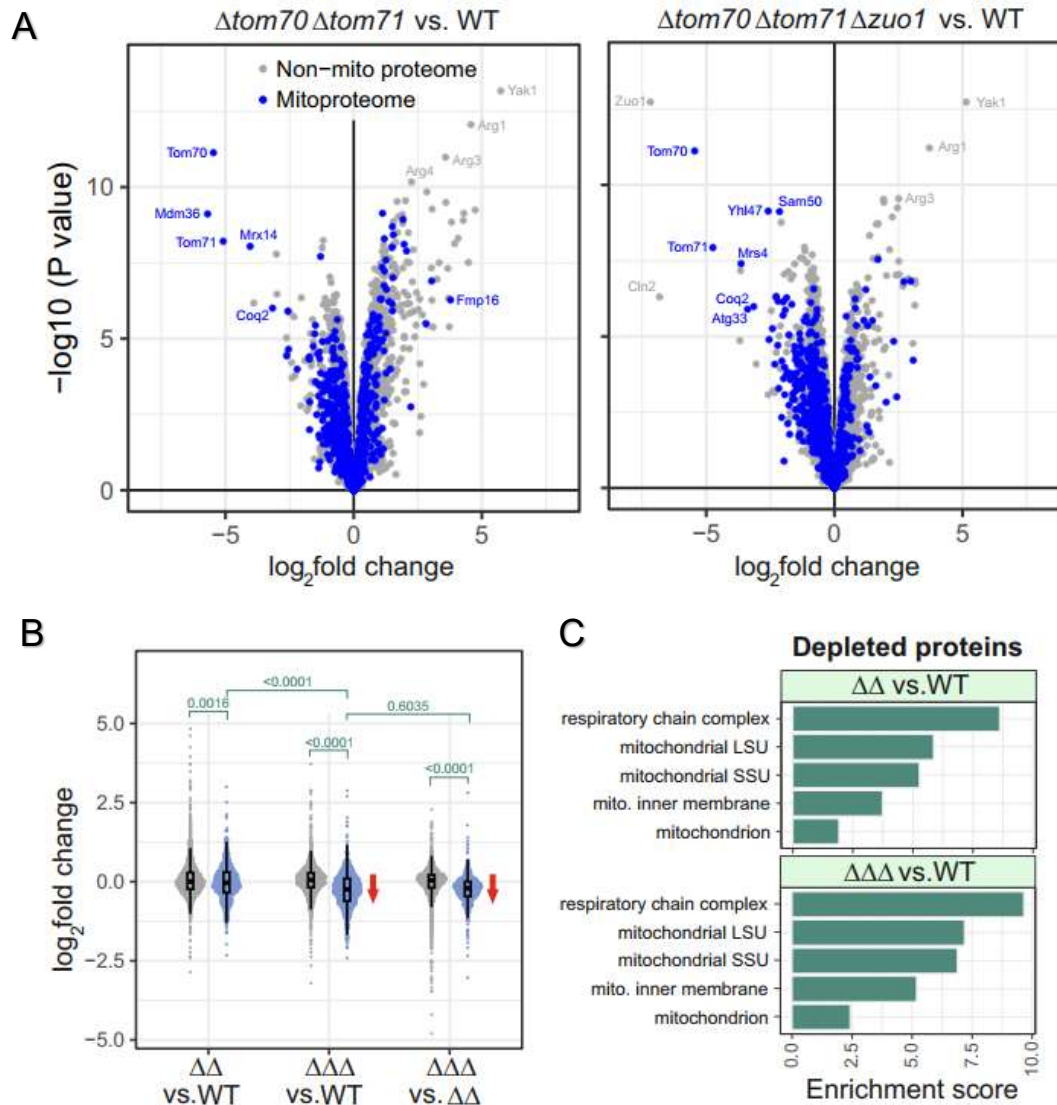 A
Δtom70 Δtom71 vs. WT
Δtom70 Δtom71 Δzuo1 vs. WT
Non−mito proteome
Mitoproteome
Yak1
Arg1
Arg3
Arg4
Tom70
Mdm36
Tom71
Mrx14
Coq2
Fmp16
Zuo1
Yak1
Tom70
Arg1
Yhl47
Sam50
Arg3
Tom71
Mrs4
Cln2
Coq2
Atg33
−log10 (P value)
10
5
0
−5
0
5
−5
0
5
log2fold change
log2fold change
B
<0.0001
0.0016
0.6035
<0.0001
<0.0001
log2fold change
5.0
2.5
0.0
−2.5
−5.0
ΔΔ
vs.WT
ΔΔΔ
vs.WT
ΔΔΔ
vs. ΔΔ
C
Depleted proteins
ΔΔ vs.WT
respiratory chain complex
mitochondrial LSU
mitochondrial SSU
mito. inner membrane
mitochondrion
ΔΔΔ vs.WT
respiratory chain complex
mitochondrial LSU
mitochondrial SSU
mito. inner membrane
mitochondrion
0.0
2.5
5.0
7.5
10.0
Enrichment score